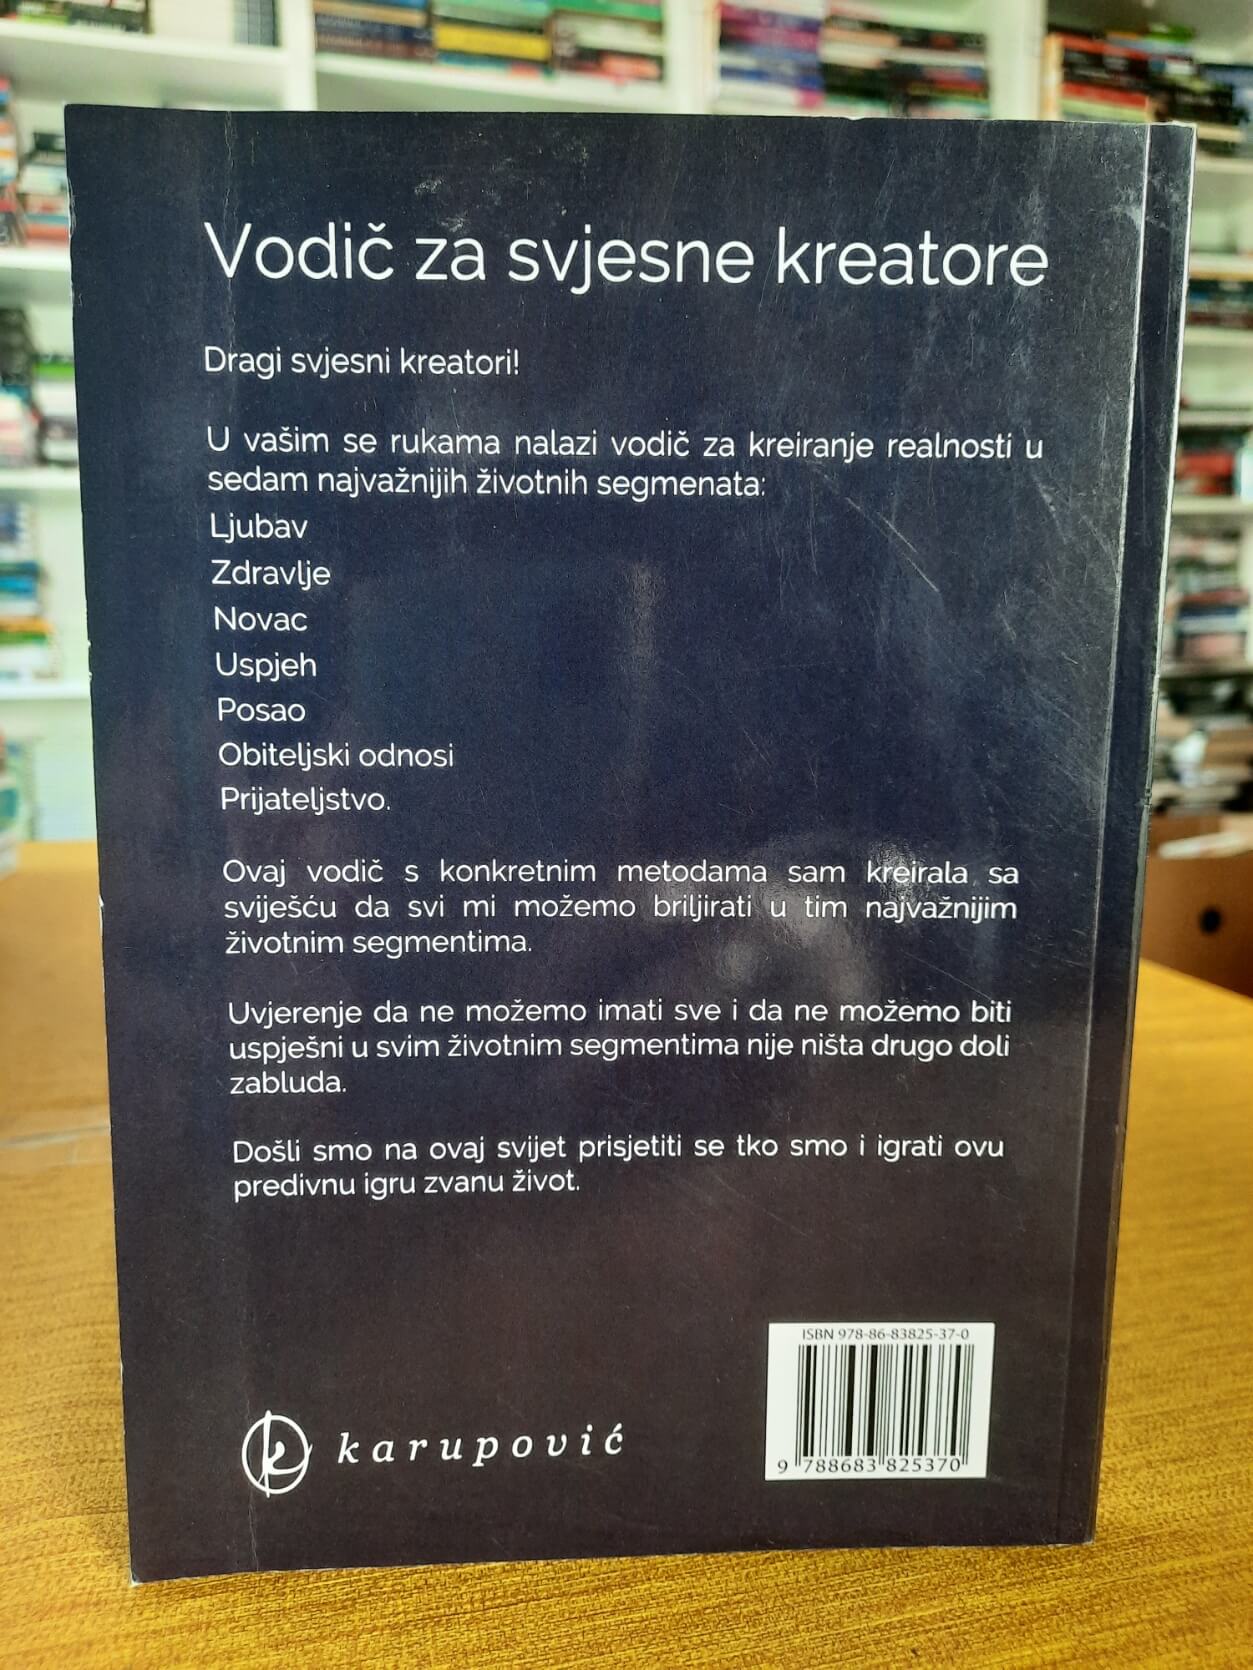 Vodič za svjesne kreatore
Dragi svjesni kreatori!
U vašim se rukama nalazi vodič za kreiranje realnosti u
sedam najvažnijih životnih segmenata:
Ljubav
Zdravlje
Novac
Uspjeh
Posao
Obiteljski odnosi
Prijateljstvo.
Ovaj vodič s konkretnim metodama sam kreirala sa
sviješću da svi mi možemo briljirati u tim najvažnijim
životnim segmentima.
Uvjerenje da ne možemo imati sve i da ne možemo biti
uspješni u svim životnim segmentima nije ništa drugo doli
zabluda.
Došli smo na ovaj svijet prisjetiti se tko smo i igrati ovu
predivnu igru zvanu život.
ISBN 978-86-83825-37-0
9 788683 825370
karupović